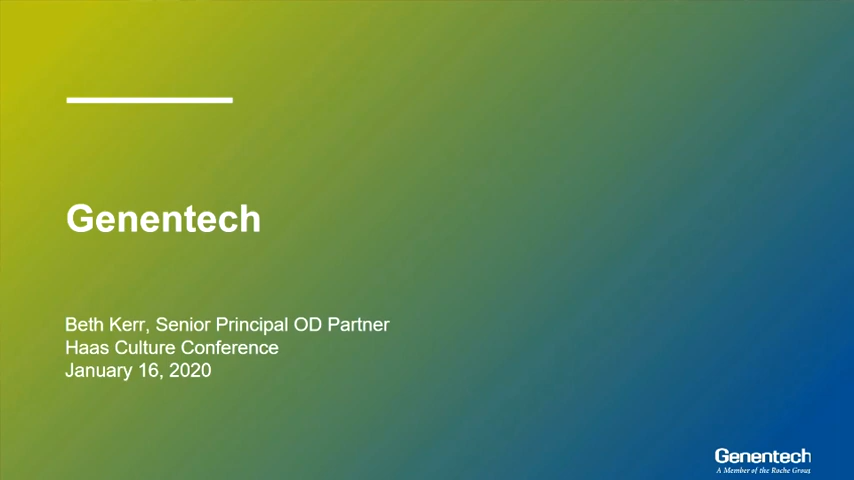 Genentech
Beth Kerr, Senior Principal OD Partner
Haas Culture Conference
January 16, 2020
Genentech
A Member of the Roche Group